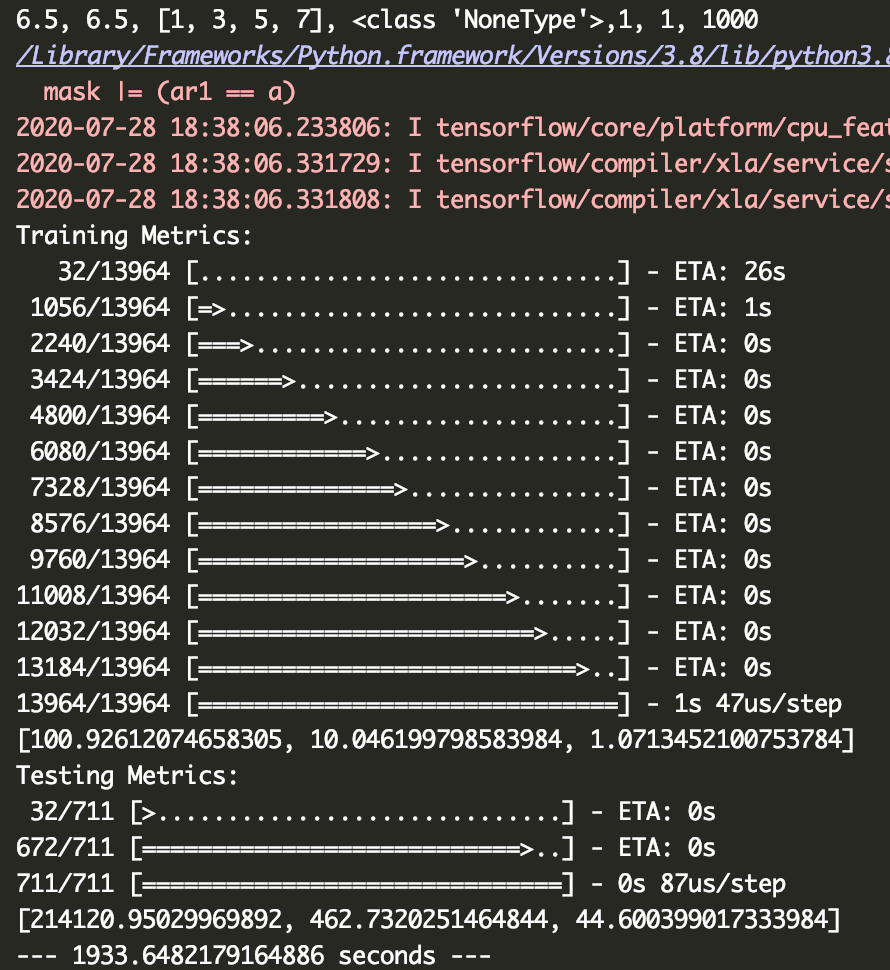 6.5, 6.5, [1, 3, 5, 7], <class 'NoneType'>,1, 1, 1000
/Library/Frameworks/Python.framework/Versions/3.8/lib/python3.8
  mask |= (ar1 == a)
2020-07-28 18:38:06.233806: I tensorflow/core/platform/cpu_feat
2020-07-28 18:38:06.331729: I tensorflow/compiler/xla/service/s
2020-07-28 18:38:06.331808: I tensorflow/compiler/xla/service/s
Training Metrics:
   32/13964 [..............................] - ETA: 26s
 1056/13964 [=>............................] - ETA: 1s
 2240/13964 [===>..........................] - ETA: 0s
 3424/13964 [======>.......................] - ETA: 0s
 4800/13964 [=========>....................] - ETA: 0s
 6080/13964 [============>.................] - ETA: 0s
 7328/13964 [==============>...............] - ETA: 0s
 8576/13964 [=================>............] - ETA: 0s
 9760/13964 [===================>..........] - ETA: 0s
11008/13964 [======================>.......] - ETA: 0s
12032/13964 [========================>.....] - ETA: 0s
13184/13964 [===========================>..] - ETA: 0s
13964/13964 [==============================] - 1s 47us/step
[100.92612074658305, 10.046199798583984, 1.0713452100753784]
Testing Metrics:
 32/711 [>.............................] - ETA: 0s
672/711 [===========================>..] - ETA: 0s
711/711 [==============================] - 0s 87us/step
[214120.95029969892, 462.7320251464844, 44.600399017333984]
--- 1933.6482179164886 seconds ---